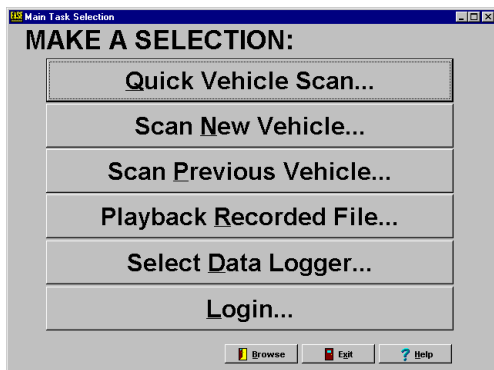 Main Task Selection
MAKE A SELECTION:
Quick Vehicle Scan...
Scan New Vehicle...
Scan Previous Vehicle...
Playback Recorded File...
Select Data Logger...
Login...
Browse Exit Help